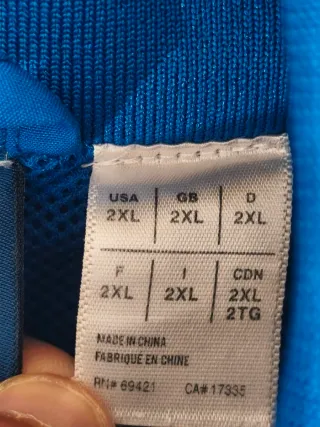 USA GB D
2XL 2XL 2XL
F I CDN
2XL 2XL 2XL
2TG
MADE IN CHINA
FABRIQUÉ EN CHINE
RN# 69421 CA# 17335